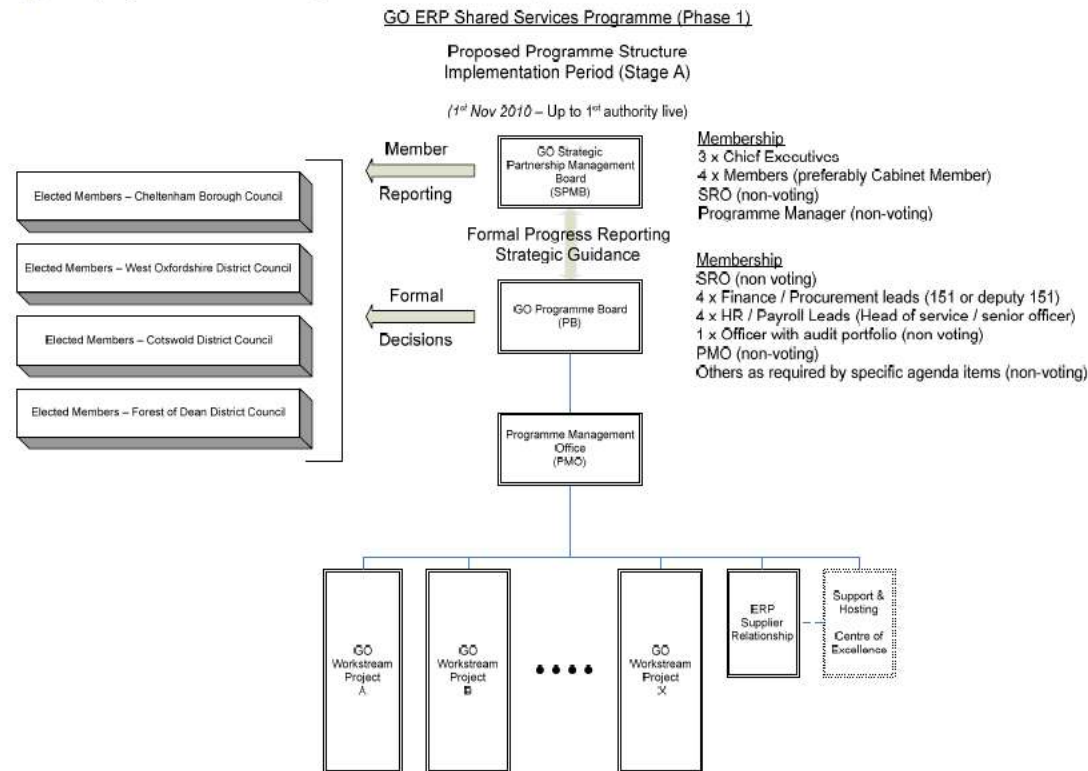 GO ERP Shared Services Programme (Phase 1)
Proposed Programme Structure
Implementation Period (Stage A)
(1st Nov 2010 – Up to 1st authority live)
Member
Reporting
GO Strategic
Partnership Management
Board
(SPMB)
Membership
3 x Chief Executives
4 x Members (preferably Cabinet Member)
SRO (non-voting)
Programme Manager (non-voting)
Elected Members – Cheltenham Borough Council
Elected Members – West Oxfordshire District Council
Elected Members – Cotswold District Council
Elected Members – Forest of Dean District Council
Formal Progress Reporting
Strategic Guidance
Formal
Decisions
GO Programme Board
(PB)
Membership
SRO (non voting)
4 x Finance / Procurement leads (151 or deputy 151)
4 x HR / Payroll Leads (Head of service / senior officer)
1 x Officer with audit portfolio (non voting)
PMO (non-voting)
Others as required by specific agenda items (non-voting)
Programme Management
Office
(PMO)
GO
Workstream
Project
A
GO
Workstream
Project
B
GO
Workstream
Project
X
ERP
Supplier
Relationship
Support &
Hosting
Centre of
Excellence